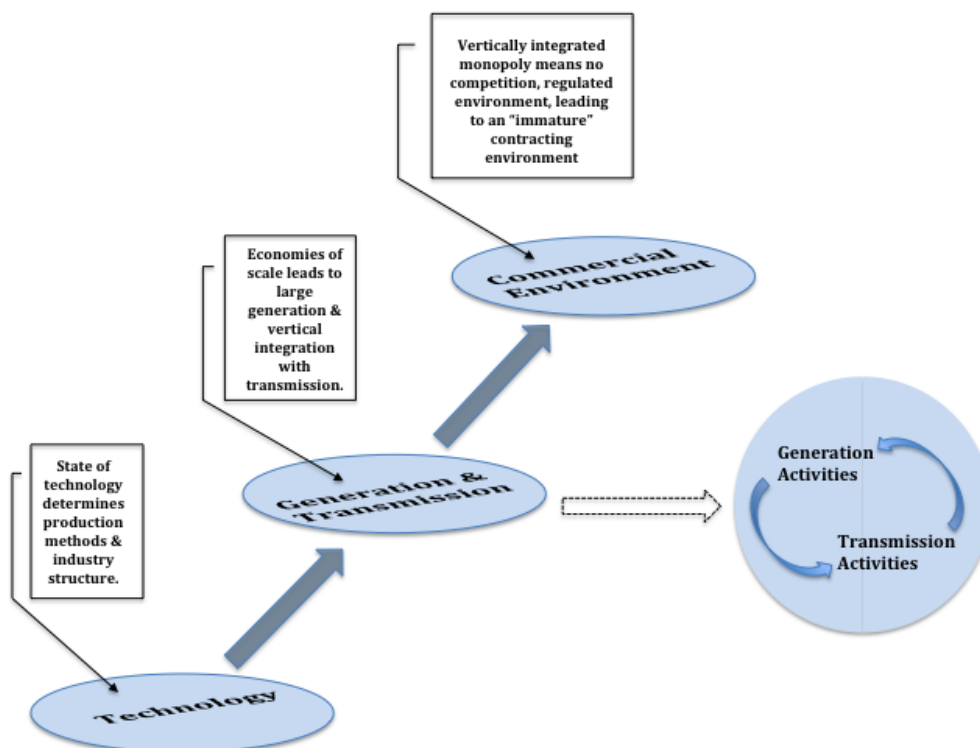 Vertically integrated
monopoly means no
competition, regulated
environment, leading
to an "immature"
contracting
environment
Commercial
Environment
Economies of
scale leads to
large
generation &
vertical
integration
with
transmission.
Generation &
Transmission
Generation
Activities
Transmission
Activities
State of
technology
determines
production
methods &
industry
structure.
Technology